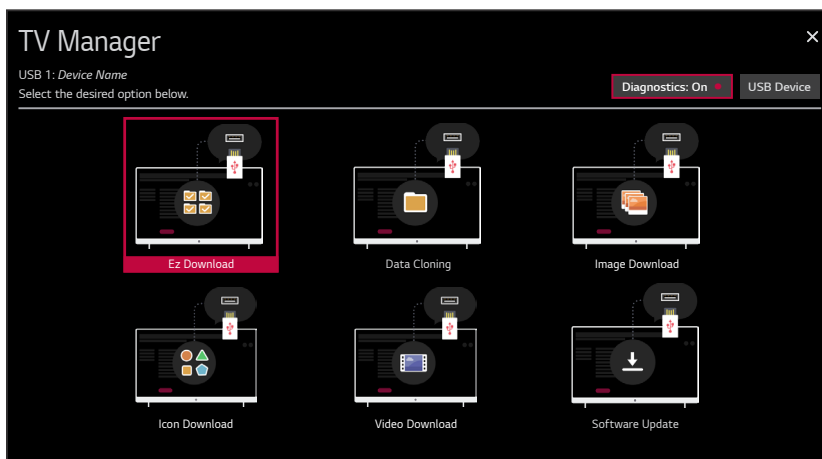 TV Manager
USB 1: Device Name
Select the desired option below.
Diagnostics: On
USB Device
Ez Download
Data Cloning
Image Download
Icon Download
Video Download
Software Update